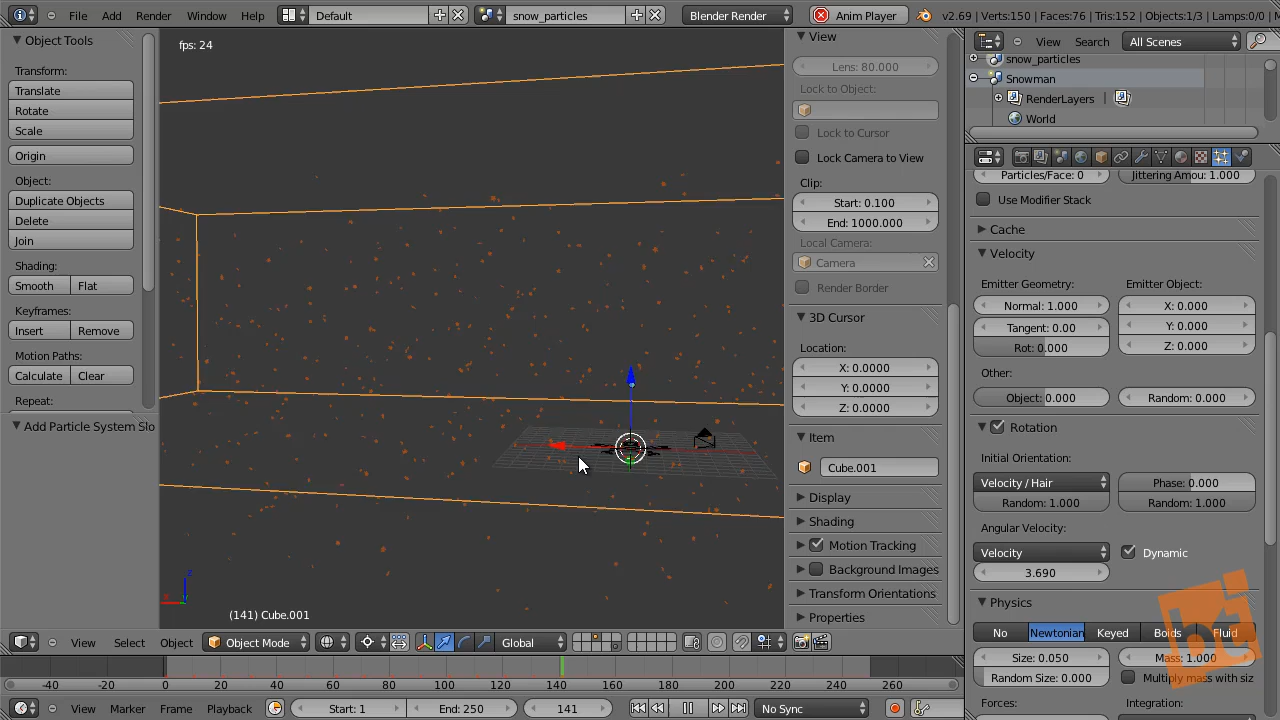 File Add Render Window Help Default snow_particles Blender Render Anim Player v2.69 | Verts:150 | Faces:76 | Tris:152 | Objects:1/3 | Lamps:0/0 |
Object Tools
Transform:
Translate
Rotate
Scale
Origin
Object:
Duplicate Objects
Delete
Join
Shading:
Smooth Flat
Keyframes:
Insert Remove
Motion Paths:
Calculate Clear
Repeat:
Add Particle System Slo
fps: 24
(141) Cube.001
z
View
Lens: 80.000
Lock to Object:
Lock to Cursor
Lock Camera to View
Clip:
Start: 0.100
End: 1000.000
Local Camera:
Camera
Render Border
3D Cursor
Location:
X: 0.0000
Y: 0.0000
Z: 0.0000
Item
Cube.001
Display
Shading
Motion Tracking
Background Images
Transform Orientations
Properties
View Search All Scenes
snow_particles
Snowman
RenderLayers |
World
Particles/Face: 0 Jittering Amou: 1.000
Use Modifier Stack
Cache
Velocity
Emitter Geometry: Emitter Object:
Normal: 1.000 X: 0.000
Tangent: 0.00 Y: 0.000
Rot: 0.000 Z: 0.000
Other:
Object: 0.000 Random: 0.000
Rotation
Initial Orientation:
Velocity / Hair Phase: 0.000
Random: 1.000 Random: 1.000
Angular Velocity:
Velocity Dynamic
3.690
Physics
No Newtonian Keyed Boids Fluid
Size: 0.050 Mass: 1.000
Random Size: 0.000 Multiply mass with siz
Forces: Integration:
View Select Object Object Mode Global
-40 -20 0 20 40 60 80 100 120 140 160 180 200 220 240 260
View Marker Frame Playback Start: 1 End: 250 141 No Sync
bt